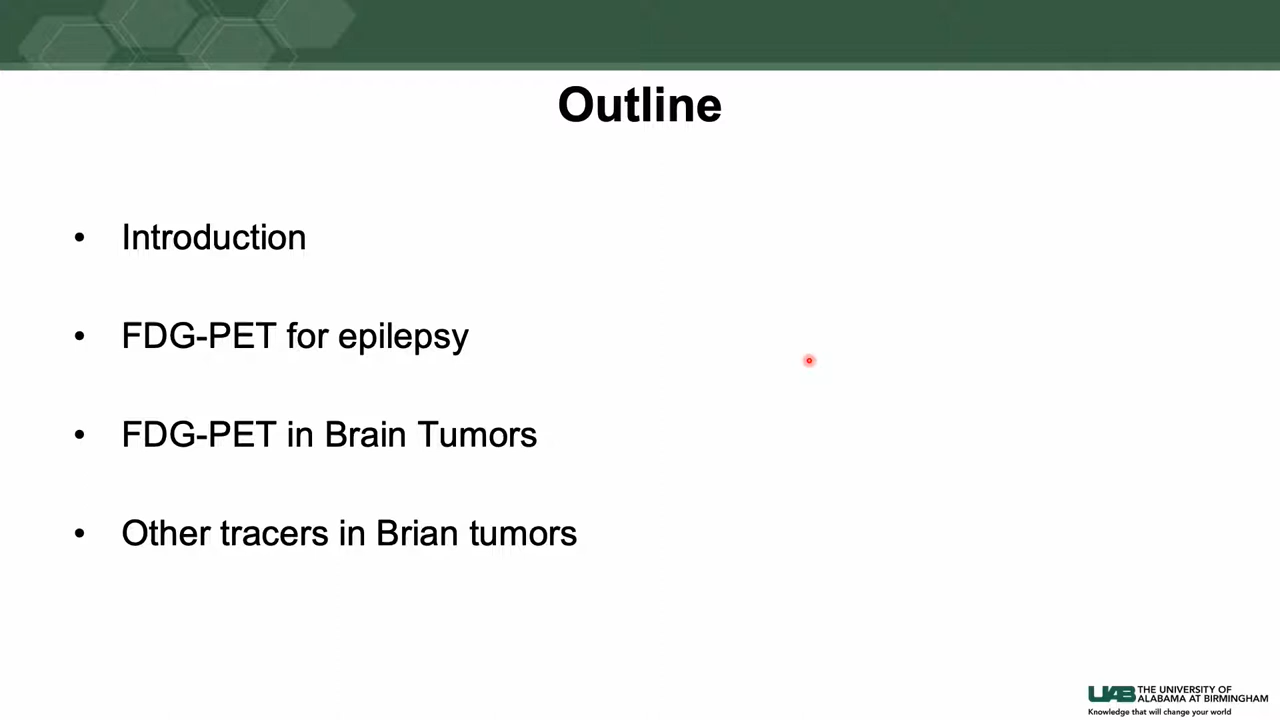 Outline
• Introduction
• FDG-PET for epilepsy
• FDG-PET in Brain Tumors
• Other tracers in Brian tumors
UAB THE UNIVERSITY OF
ALABAMA AT BIRMINGHAM
Knowledge that will change your world